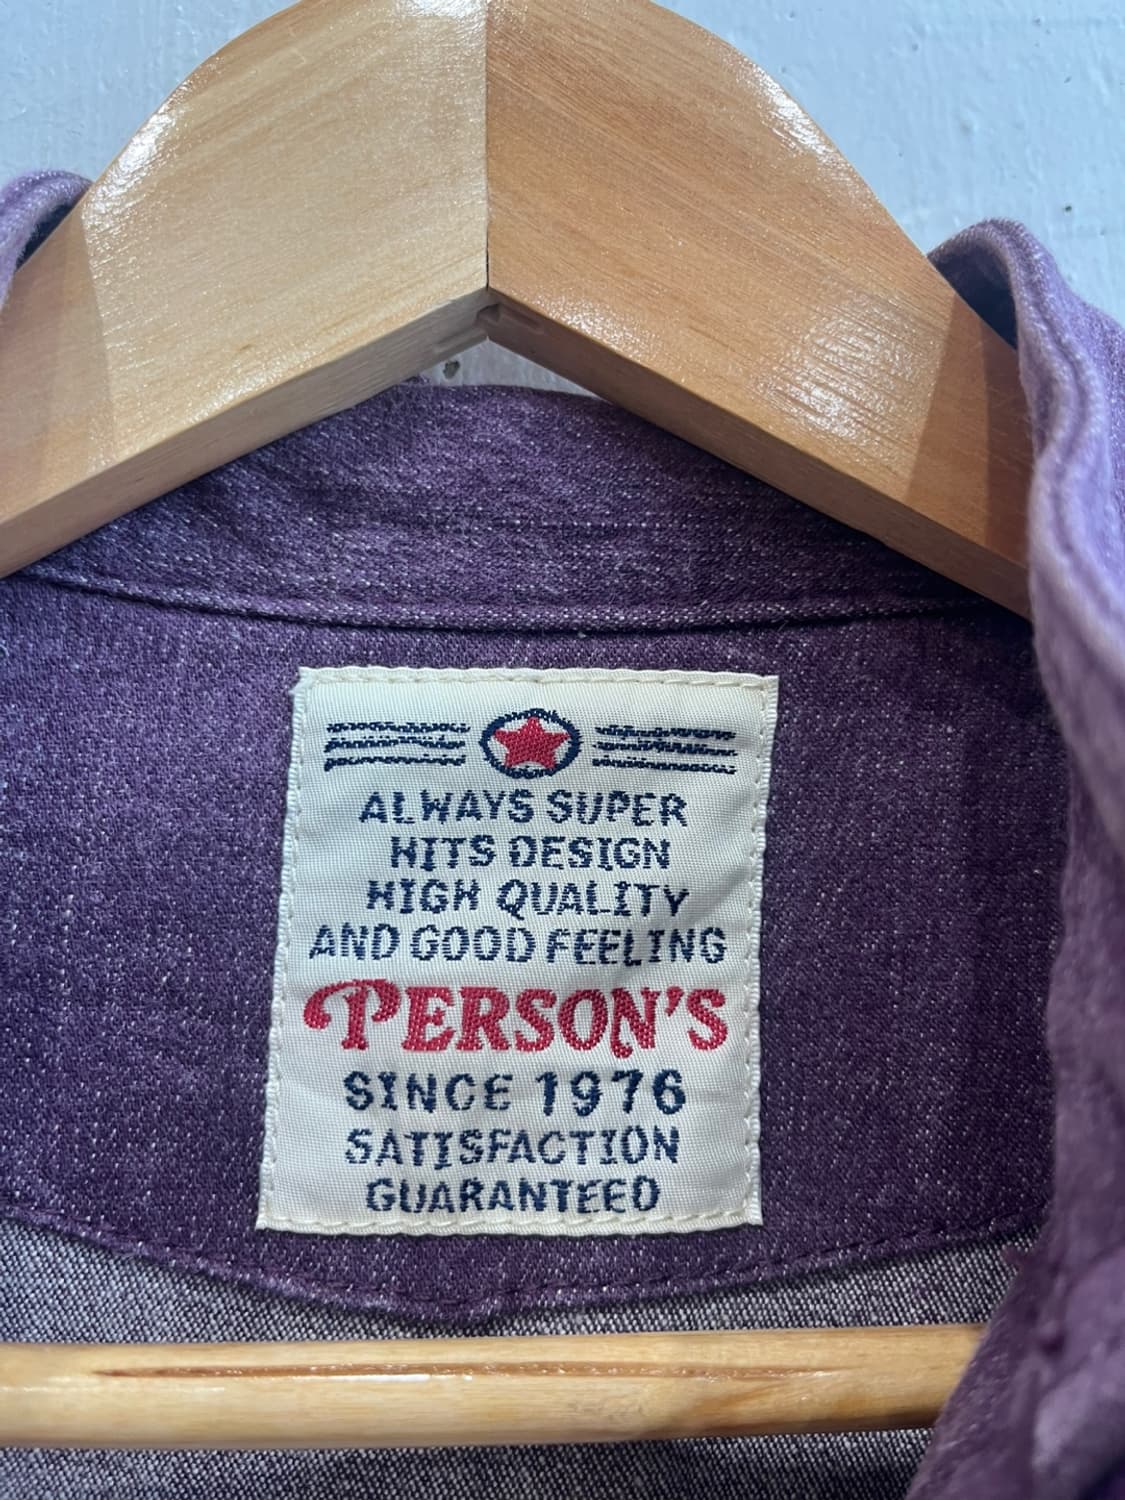 ALWAYS SUPER
HITS DESIGN
HIGH QUALITY
AND GOOD FEELING
PERSON'S
SINCE 1976
SATISFACTION
GUARANTEED